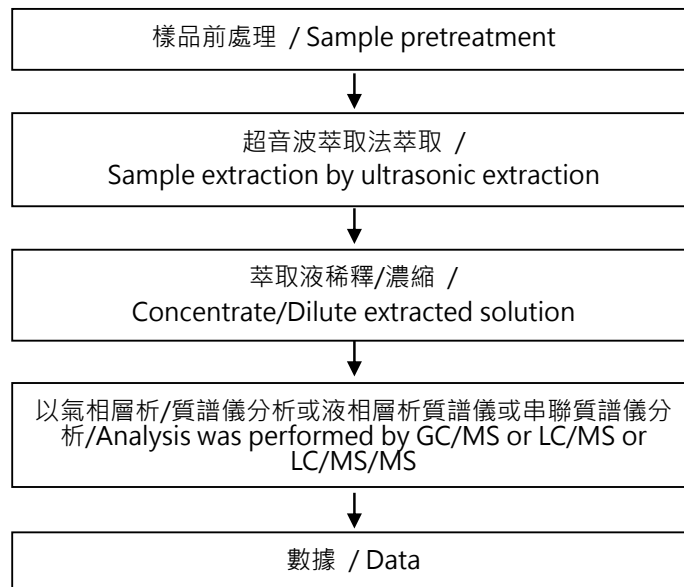 樣品前處理 / Sample pretreatment
超音波萃取法萃取 /
Sample extraction by ultrasonic extraction
萃取液稀釋/濃縮 /
Concentrate/Dilute extracted solution
以氣相層析/質譜儀分析或液相層析質譜儀或串聯質譜儀分
析/Analysis was performed by GC/MS or LC/MS or
LC/MS/MS
數據 / Data